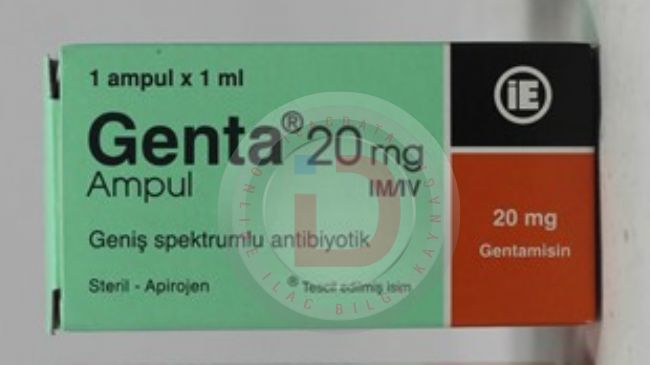 1 ampul x 1 ml
Genta® 20 mg
Ampul IM/IV
Geniş spektrumlu antibiyotik
Steril - Apirojen ® Tescil edilmiş isim
iE
20 mg
Gentamisin